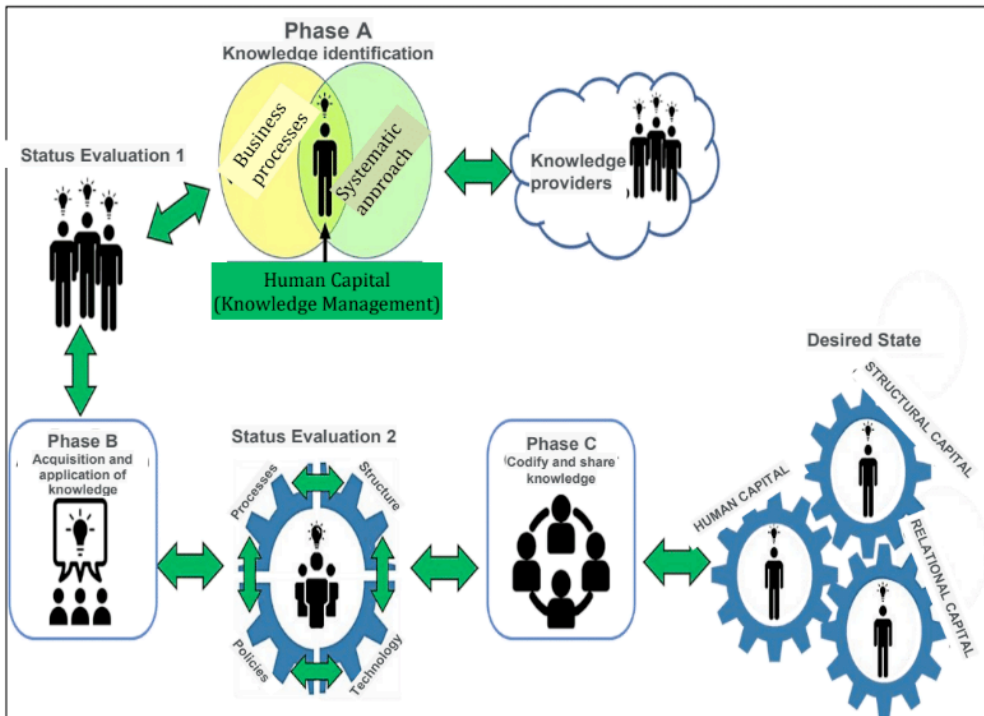 Phase A
Knowledge identification
Business
processes
Systematic
approach
Knowledge
providers
Status Evaluation 1
Human Capital
(Knowledge Management)
Desired State
STRUCTURAL CAPITAL
HUMAN CAPITAL
RELATIONAL CAPITAL
Phase B
Acquisition and
application of
knowledge
Status Evaluation 2
Processes
Structure
Policies
Technology
Phase C
Codify and share
knowledge